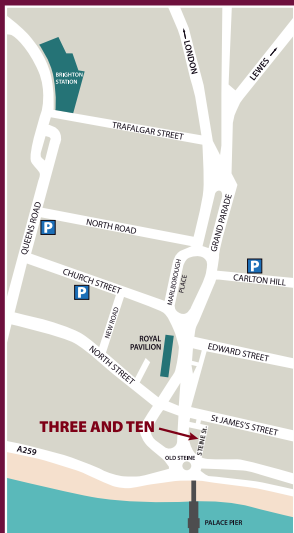 LONDON
LEWES
BRIGHTON
STATION
TRAFALGAR STREET
QUEENS ROAD
P
NORTH ROAD
GRAND PARADE
MARLBOROUGH
PLACE
P
CARLTON HILL
CHURCH STREET
P
NEW ROAD
ROYAL
PAVILION
EDWARD STREET
NORTH STREET
St JAMES'S STREET
THREE AND TEN
STEINE St.
A259
OLD STEINE
PALACE PIER